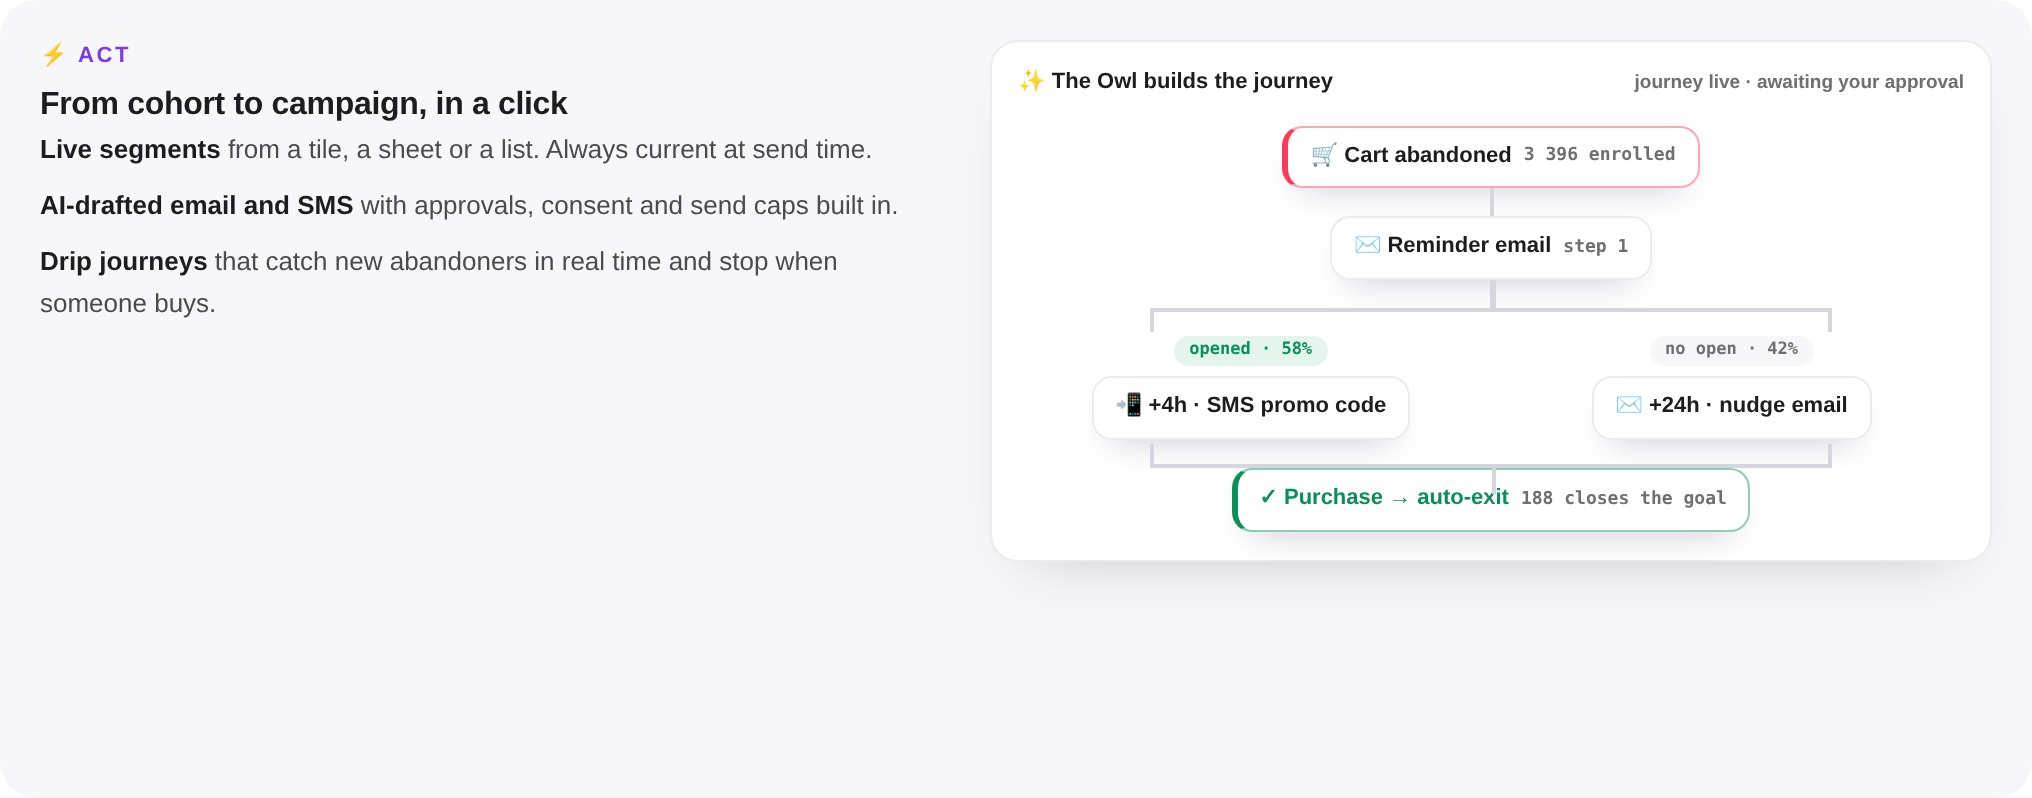 ⚡ ACT
From cohort to campaign, in a click
Live segments from a tile, a sheet or a list. Always current at send time.
AI-drafted email and SMS with approvals, consent and send caps built in.
Drip journeys that catch new abandoners in real time and stop when
someone buys.
✨ The Owl builds the journey
journey live · awaiting your approval
🛒 Cart abandoned 3 396 enrolled
✉️ Reminder email step 1
opened · 58%
no open · 42%
📲 +4h · SMS promo code
✉️ +24h · nudge email
✓ Purchase → auto-exit 188 closes the goal